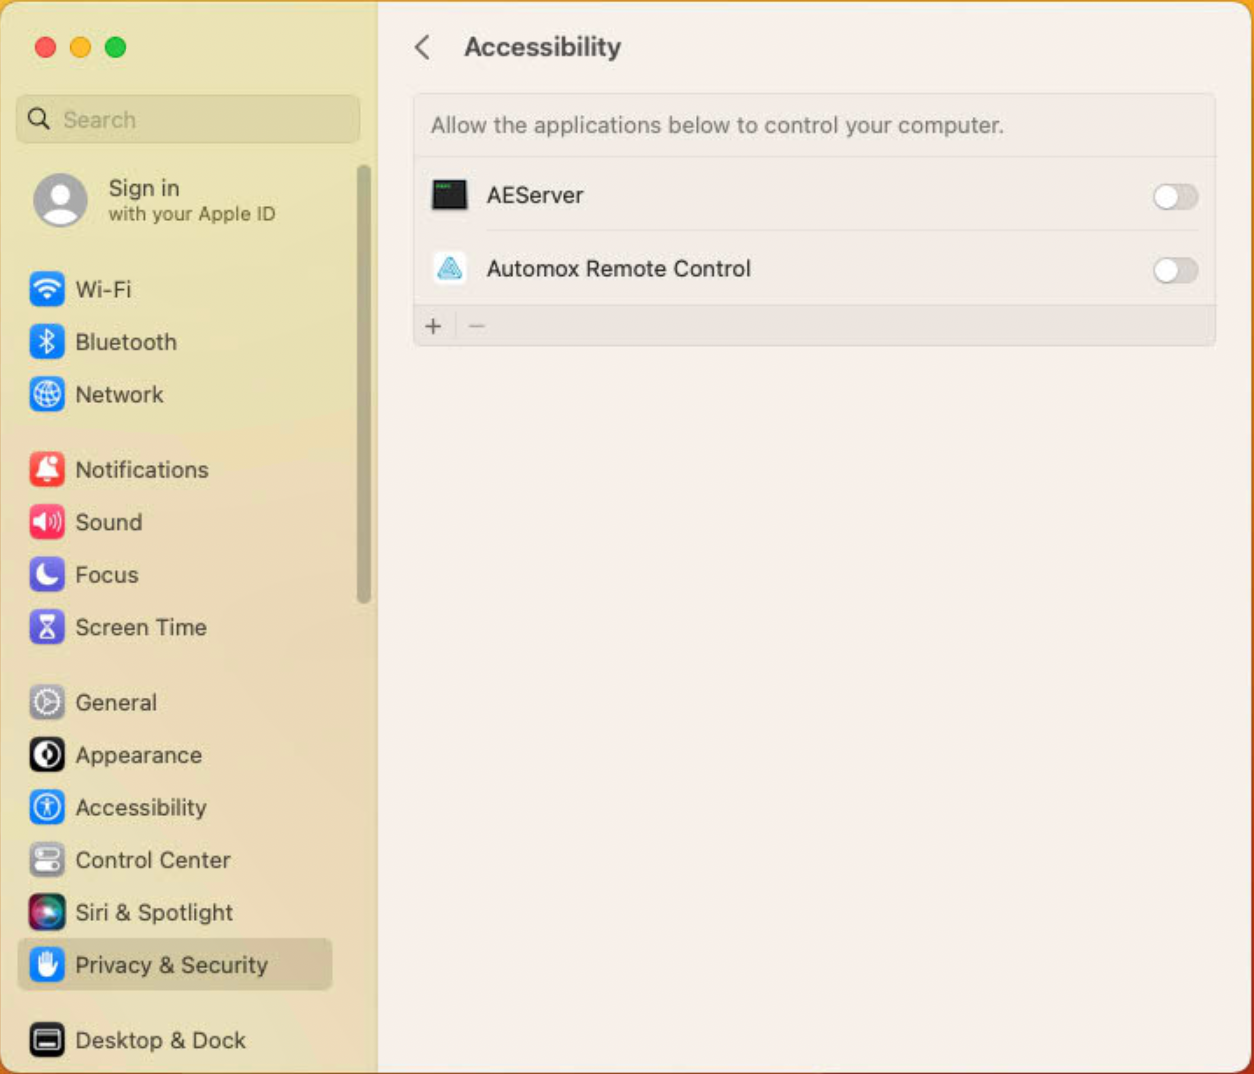 Accessibility
Search
Allow the applications below to control your computer.
Sign in
with your Apple ID
AEServer
Automox Remote Control
Wi-Fi
Bluetooth
Network
Notifications
Sound
Focus
Screen Time
General
Appearance
Accessibility
Control Center
Siri & Spotlight
Privacy & Security
Desktop & Dock